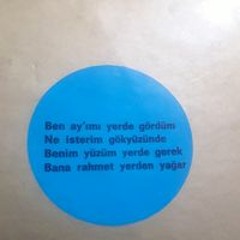 Ben ay'ımı yerde gördüm
Ne isterim gökyüzünde
Benim yüzüm yerde gerek
Bana rahmet yerden yağar